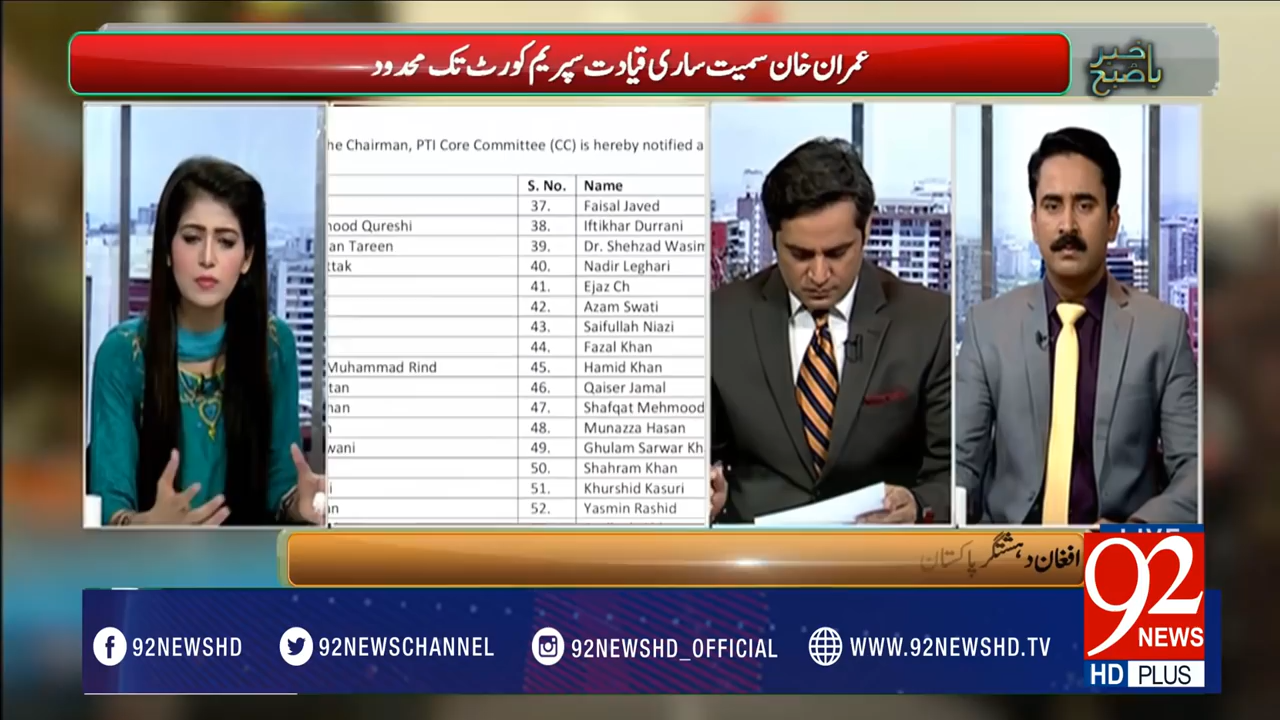 عمران خان سمیت ساری قیادت سپریم کورٹ تک محدود
باخبر صبح
he Chairman, PTI Core Committee (CC) is hereby notified a
S. No. Name
37. Faisal Javed
hood Qureshi 38. Iftikhar Durrani
an Tareen 39. Dr. Shehzad Wasim
ttak 40. Nadir Leghari
41. Ejaz Ch
42. Azam Swati
43. Saifullah Niazi
44. Fazal Khan
Muhammad Rind 45. Hamid Khan
tan 46. Qaiser Jamal
han 47. Shafqat Mehmood
48. Munazza Hasan
wani 49. Ghulam Sarwar Kh
50. Shahram Khan
i 51. Khurshid Kasuri
an 52. Yasmin Rashid
افغان دہشتگر پاکستان
LIVE
92
NEWS
HD PLUS
92NEWSHD 92NEWSCHANNEL 92NEWSHD_OFFICIAL WWW.92NEWSHD.TV